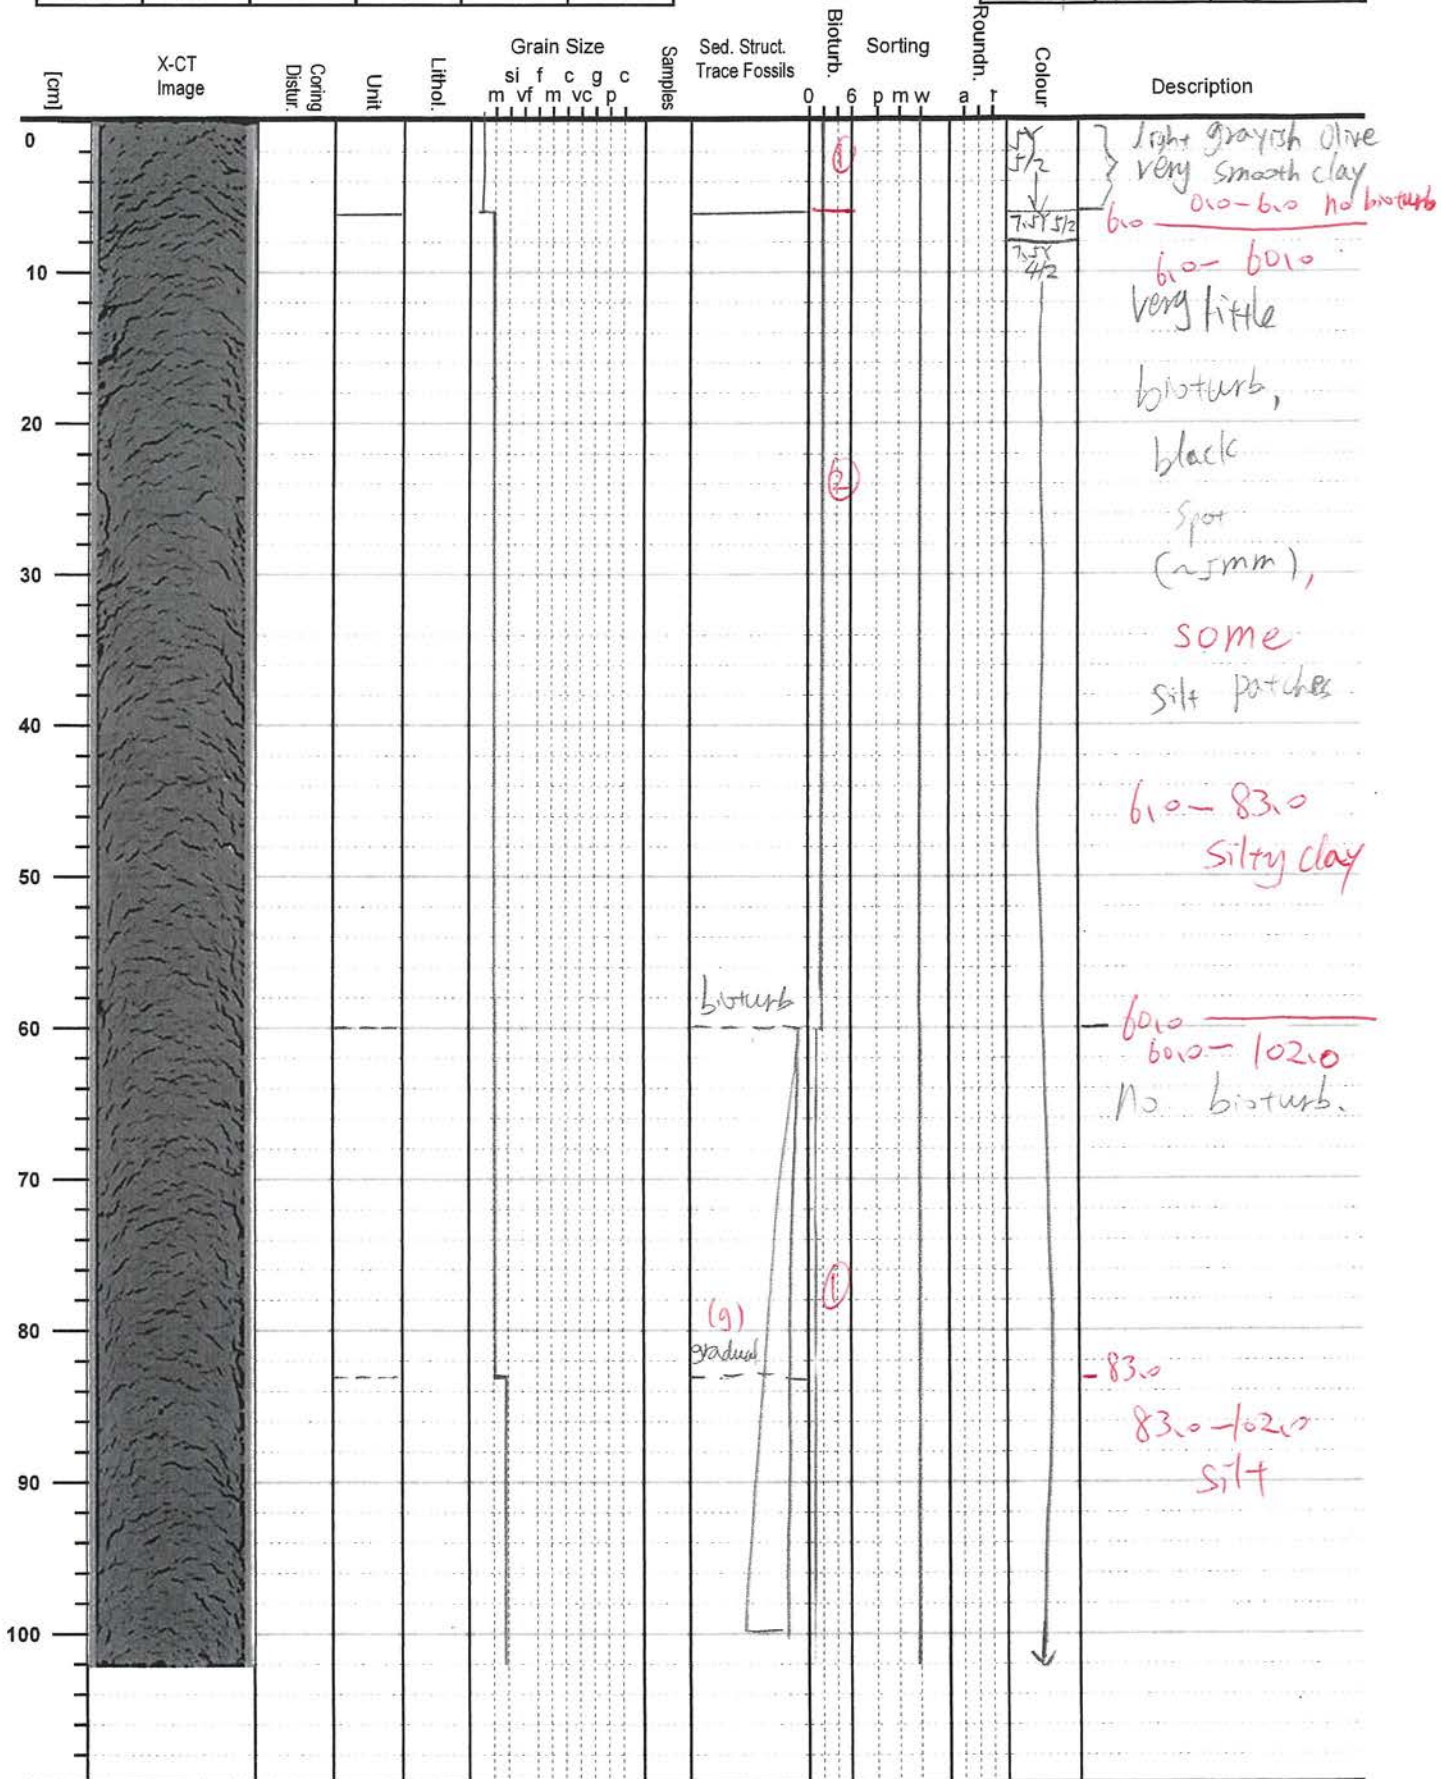 [cm]
X-CT
Image
Coring
Distur.
Unit
Lithol.
Grain Size
si f c g c
m vf m vc p
Samples
Sed. Struct.
Trace Fossils
Bioturb.
0 6
Sorting
p m w
Roundn.
a r
Colour
Description
0
10
20
30
40
50
60
70
80
90
100
bioturb
(g)
gradual
2
1
5Y
5/2
7.5Y 5/2
7.5Y
4/2
light grayish Olive
very smooth clay
0.0-6.0 no bioturb
6.0
6.0- 60.0
very little
bioturb,
black
spot
(~5mm),
some
silt patches
6.0- 83.0
Silty clay
60.0
60.0- 102.0
no bioturb.
83.0
83.0-102.0
Silt